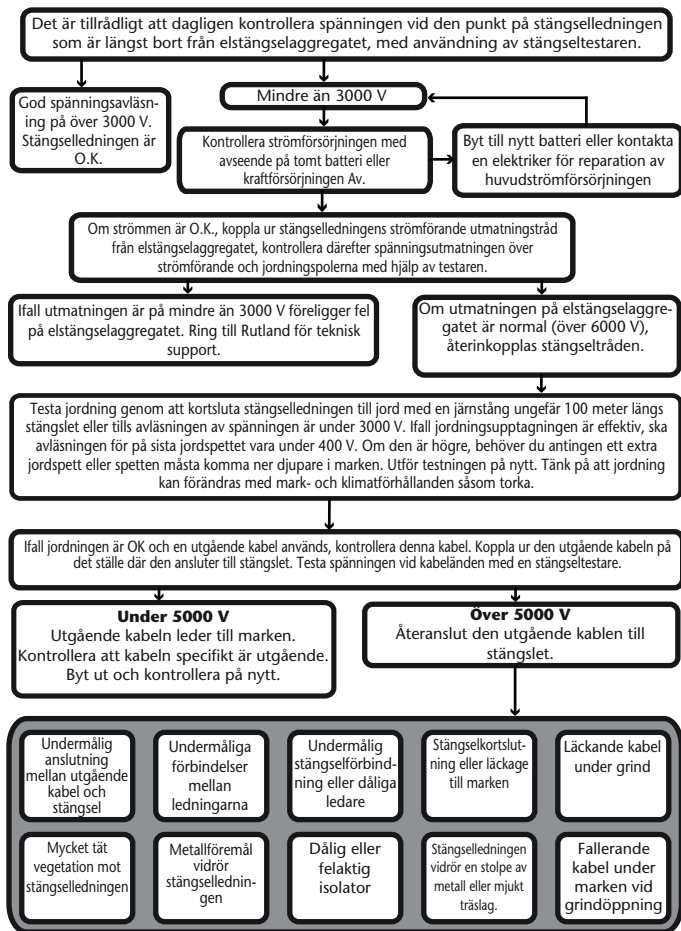 Det är tillrådligt att dagligen kontrollera spänningen vid den punkt på stängselledningen
som är längst bort från elstängselaggregatet, med användning av stängseltestaren.
God spänningsavläsn-
ing på över 3000 V.
Stängselledningen är
O.K.
Mindre än 3000 V
Kontrollera strömförsörjningen med
avseende på tomt batteri eller
kraftförsörjningen Av.
Byt till nytt batteri eller kontakta
en elektriker för reparation av
huvudströmförsörjningen
Om strömmen är O.K., koppla ur stängselledningens strömförande utmatningstråd
från elstängselaggregatet, kontrollera därefter spänningsutmatningen över
strömförande och jordningspolerna med hjälp av testaren.
Ifall utmatningen är på mindre än 3000 V föreligger fel
på elstängselaggregatet. Ring till Rutland för teknisk
support.
Om utmatningen på elstängselaggre-
gatet är normal (över 6000 V),
återinkopplas stängseltråden.
Testa jordning genom att kortsluta stängselledningen till jord med en järnstång ungefär 100 meter längs
stängslet eller tills avläsningen av spänningen är under 3000 V. Ifall jordningsupptagningen är effektiv, ska
avläsningen för på sista jordspettet vara under 400 V. Om den är högre, behöver du antingen ett extra
jordspett eller spetten måsta komma ner djupare i marken. Utför testningen på nytt. Tänk på att jordning
kan förändras med mark- och klimatförhållanden såsom torka.
Ifall jordningen är OK och en utgående kabel används, kontrollera denna kabel. Koppla ur den utgående kabeln på
det ställe där den ansluter till stängslet. Testa spänningen vid kabeländen med en stängseltestare.
Under 5000 V
Utgående kabeln leder till marken.
Kontrollera att kabeln specifikt är utgående.
Byt ut och kontrollera på nytt.
Över 5000 V
Återanslut den utgående kablen till
stängslet.
Undermålig
anslutning
mellan utgående
kabel och
stängsel
Undermåliga
förbindelser
mellan
ledningarna
Undermålig
stängselförbind-
ning eller dåliga
ledare
Stängselkortslut-
ning eller läckage
till marken
Läckande kabel
under grind
Mycket tät
vegetation mot
stängselledningen
Metallföremål
vidrör
stängselledn-
ingen
Dålig eller
felaktig
isolator
Stängselledningen
vidrör en stolpe av
metall eller mjukt
träslag.
Fallerande
kabel under
marken vid
grindöppning